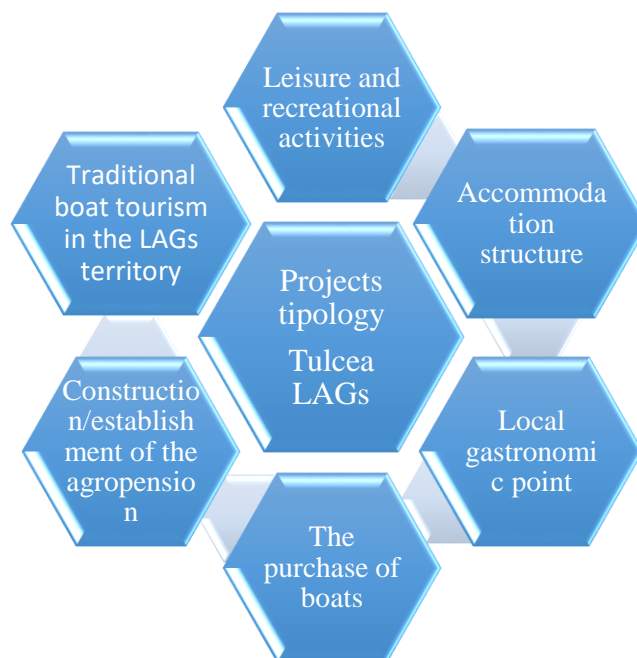 Leisure and
recreational
activities
Accommoda
tion
structure
Local
gastronomi
c point
The
purchase of
boats
Constructio
n/establish
ment of the
agropensio
n
Traditional
boat tourism
in the LAGs
territory
Projects
tipology
Tulcea
LAGs